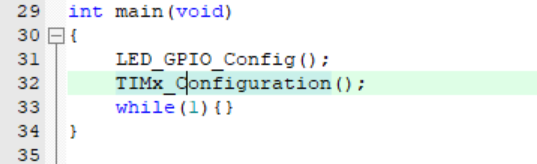 29 int main(void)
30 {
31 LED_GPIO_Config();
32 TIMx_Configuration();
33 while(1){}
34 }
35